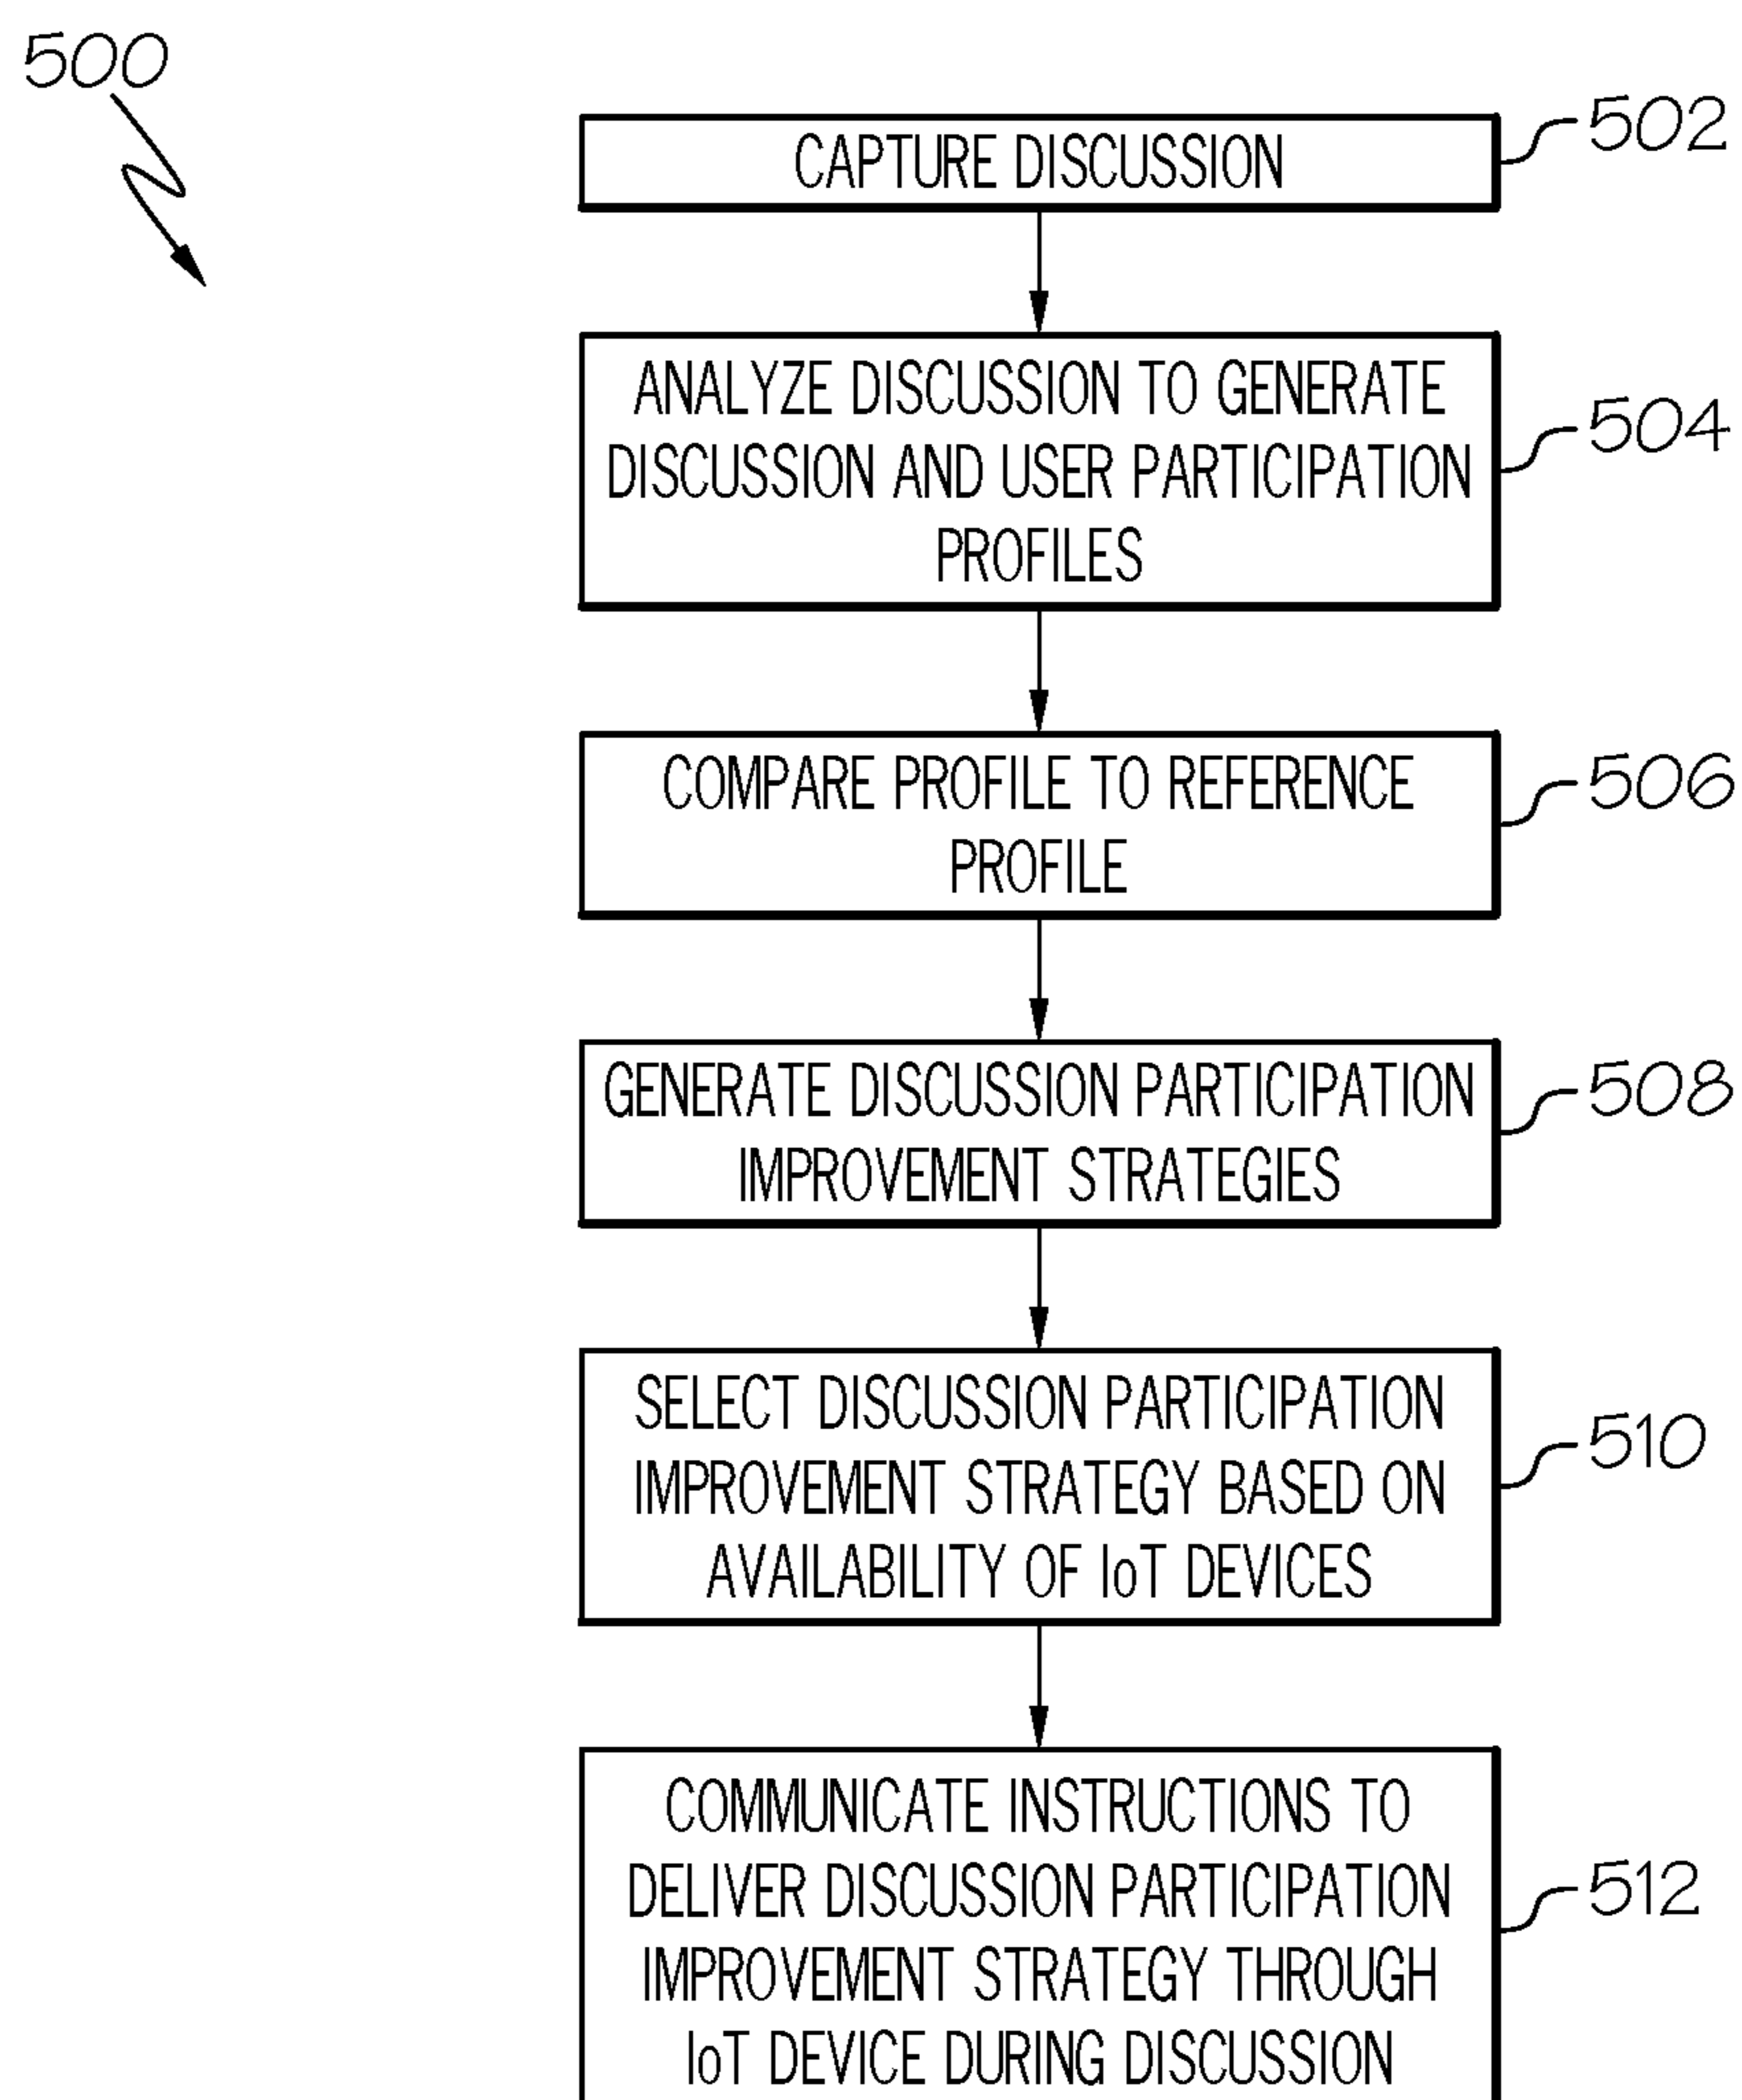 500
CAPTURE DISCUSSION
502
ANALYZE DISCUSSION TO GENERATE
DISCUSSION AND USER PARTICIPATION
PROFILES
504
COMPARE PROFILE TO REFERENCE
PROFILE
506
GENERATE DISCUSSION PARTICIPATION
IMPROVEMENT STRATEGIES
508
SELECT DISCUSSION PARTICIPATION
IMPROVEMENT STRATEGY BASED ON
AVAILABILITY OF IoT DEVICES
510
COMMUNICATE INSTRUCTIONS TO
DELIVER DISCUSSION PARTICIPATION
IMPROVEMENT STRATEGY THROUGH
IoT DEVICE DURING DISCUSSION
512